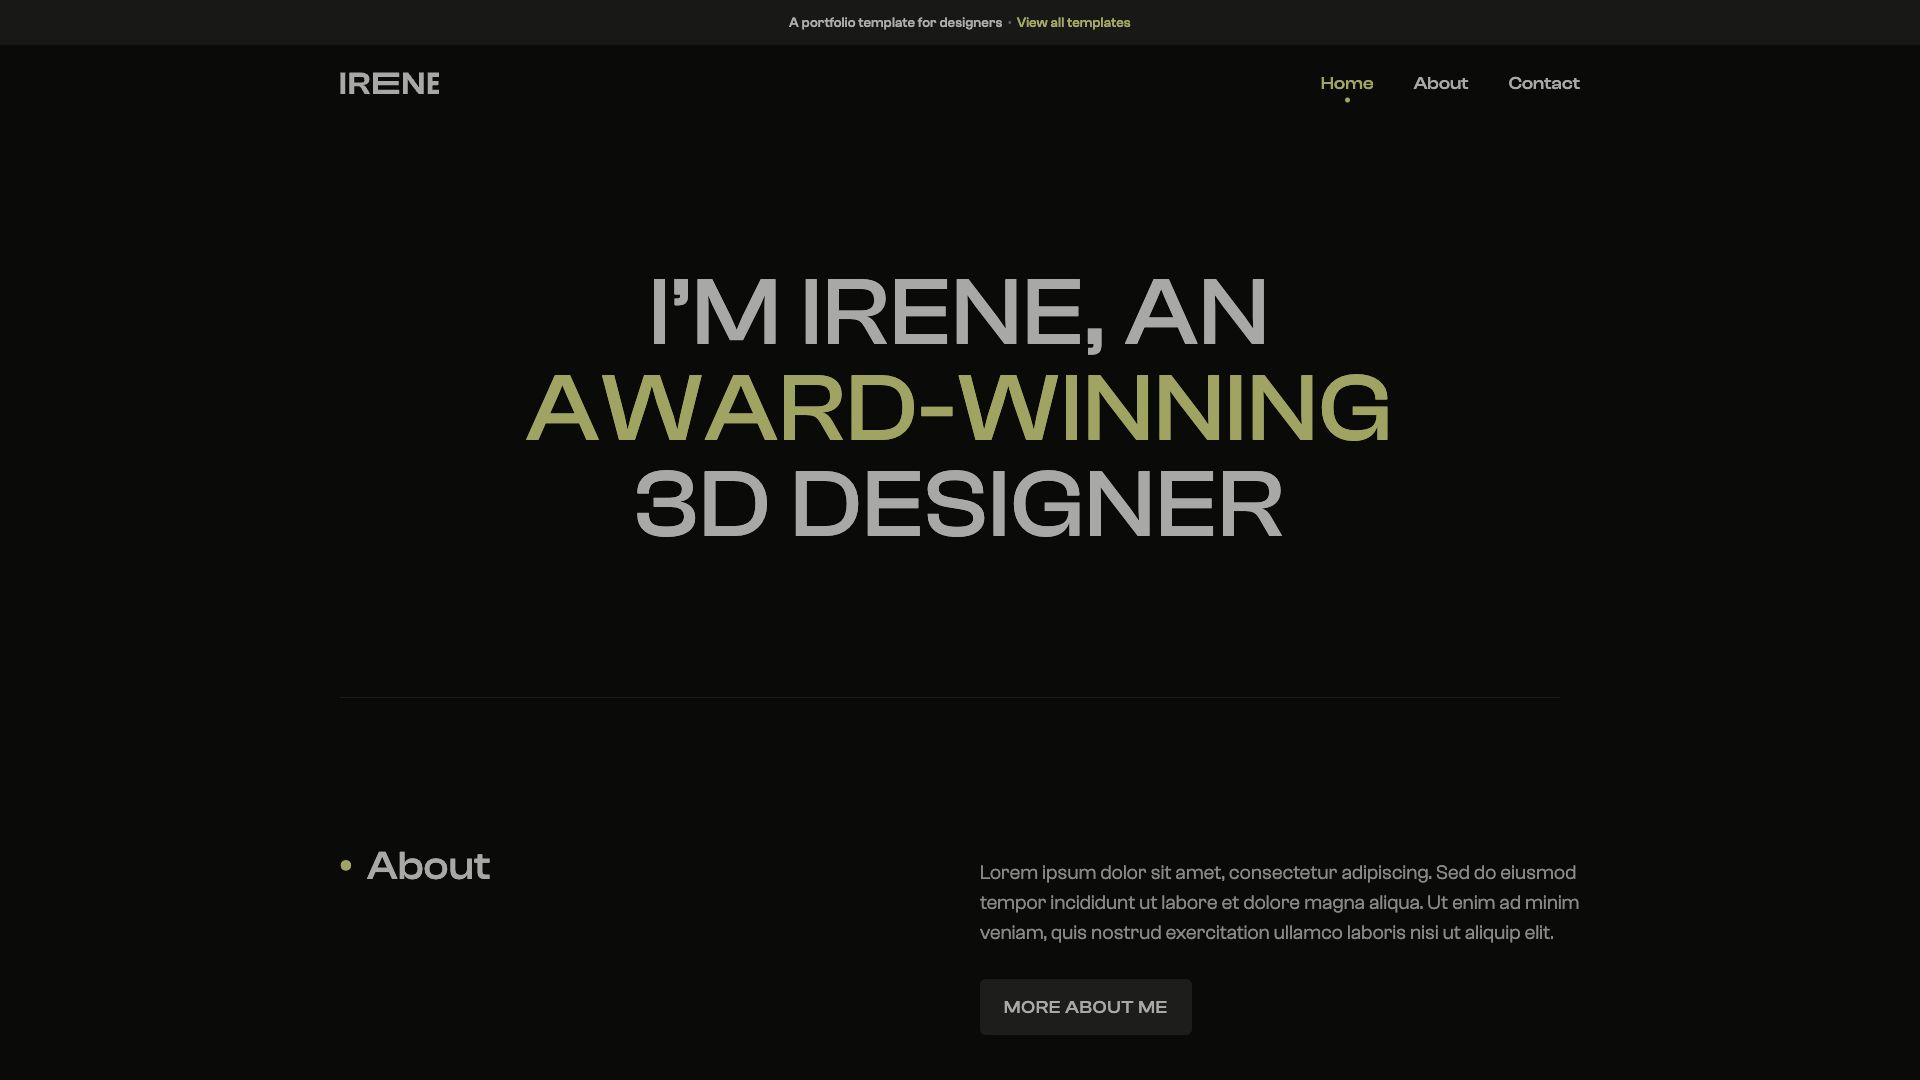 A portfolio template for designers • View all templates
IRENE
Home About Contact
I’M IRENE, AN
AWARD-WINNING
3D DESIGNER
• About
Lorem ipsum dolor sit amet, consectetur adipiscing. Sed do eiusmod
tempor incididunt ut labore et dolore magna aliqua. Ut enim ad minim
veniam, quis nostrud exercitation ullamco laboris nisi ut aliquip elit.
MORE ABOUT ME